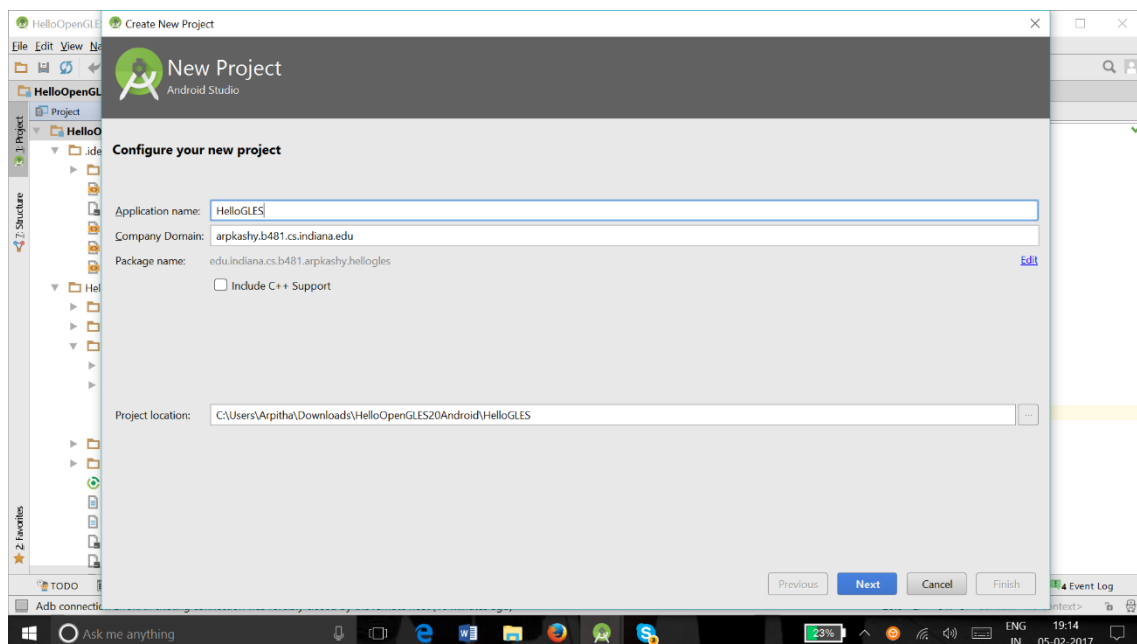 HelloOpenGLE
Create New Project
File Edit View Na
New Project
Android Studio
HelloOpenGL
Project
1: Project
HelloO
.ide
Configure your new project
7: Structure
Application name: HelloGLES
Company Domain: arpkashy.b481.cs.indiana.edu
Package name: edu.indiana.cs.b481.arpkashy.hellogles
Edit
Include C++ Support
Hel
Project location: C:\Users\Arpitha\Downloads\HelloOpenGLES20Android\HelloGLES
...
2: Favorites
Previous Next Cancel Finish
TODO
4 Event Log
Adb connectio
ntext>
Ask me anything
23%
ENG
IN
19:14
05-02-2017